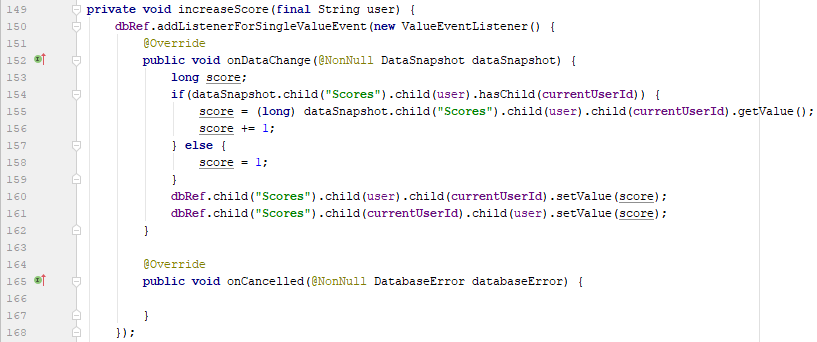 149 private void increaseScore(final String user) {
150     dbRef.addListenerForSingleValueEvent(new ValueEventListener() {
151         @Override
152         public void onDataChange(@NonNull DataSnapshot dataSnapshot) {
153             long score;
154             if(dataSnapshot.child("Scores").child(user).hasChild(currentUserId)) {
155                 score = (long) dataSnapshot.child("Scores").child(user).child(currentUserId).getValue();
156                 score += 1;
157             } else {
158                 score = 1;
159             }
160             dbRef.child("Scores").child(user).child(currentUserId).setValue(score);
161             dbRef.child("Scores").child(currentUserId).child(user).setValue(score);
162         }
163
164         @Override
165         public void onCancelled(@NonNull DatabaseError databaseError) {
166
167         }
168     });